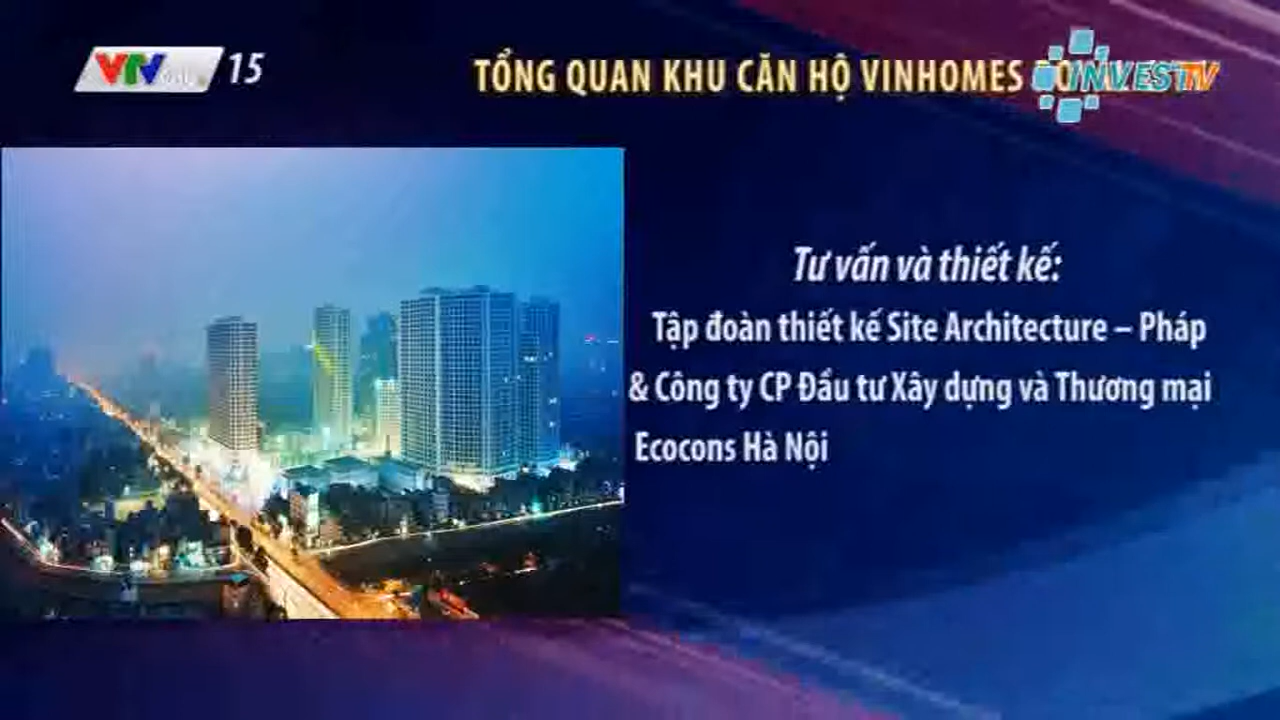 VTV 15
TỔNG QUAN KHU CĂN HỘ VINHOMES
INVESTTV
Tư vấn và thiết kế:
Tập đoàn thiết kế Site Architecture – Pháp
& Công ty CP Đầu tư Xây dựng và Thương mại
Ecocons Hà Nội